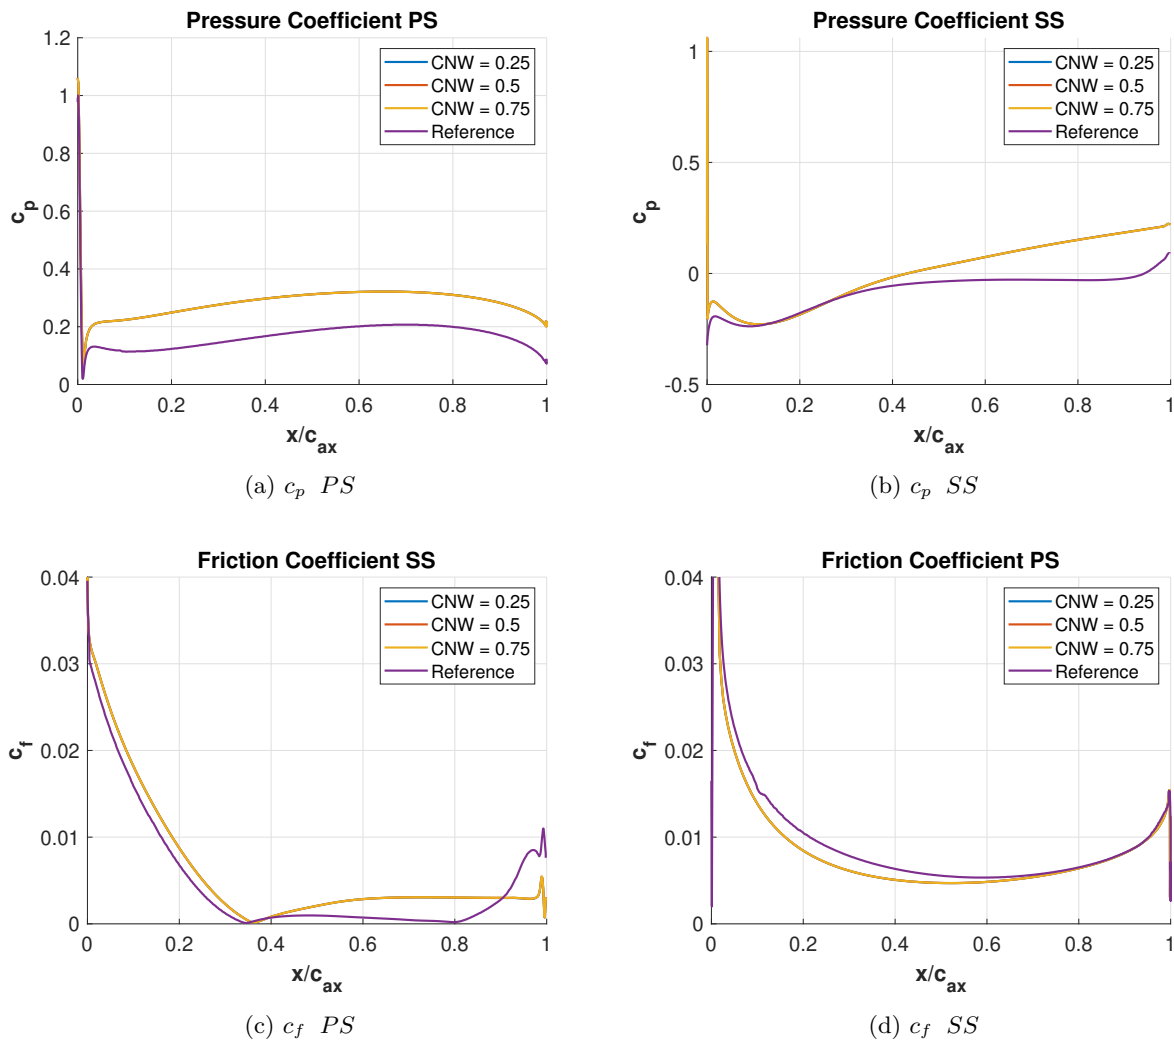 Pressure Coefficient PS
1.2
1
0.8
0.6
0.4
0.2
0
c_p
CNW = 0.25
CNW = 0.5
CNW = 0.75
Reference
0 0.2 0.4 0.6 0.8 1
x/c_ax
(a) c_p PS
Pressure Coefficient SS
1
0.5
0
-0.5
c_p
CNW = 0.25
CNW = 0.5
CNW = 0.75
Reference
0 0.2 0.4 0.6 0.8 1
x/c_ax
(b) c_p SS
Friction Coefficient SS
0.04
0.03
0.02
0.01
0
c_f
CNW = 0.25
CNW = 0.5
CNW = 0.75
Reference
0 0.2 0.4 0.6 0.8 1
x/c_ax
(c) c_f PS
Friction Coefficient PS
0.04
0.03
0.02
0.01
0
c_f
CNW = 0.25
CNW = 0.5
CNW = 0.75
Reference
0 0.2 0.4 0.6 0.8 1
x/c_ax
(d) c_f SS